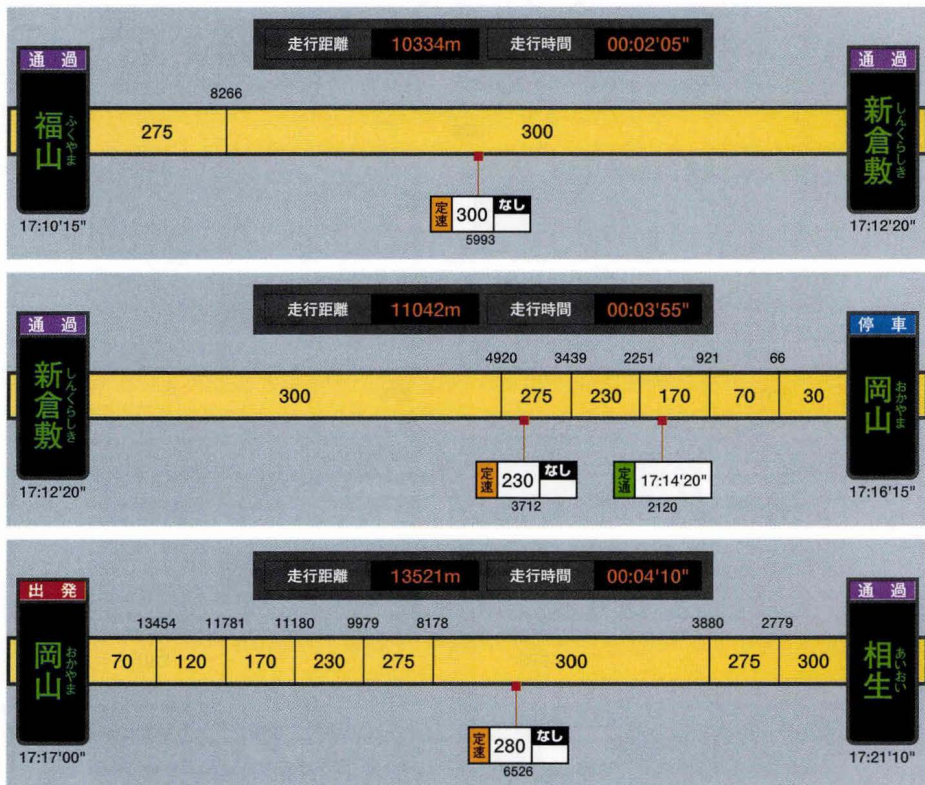 走行距離 10334m 走行時間 00:02'05"
通過 通過
8266
福山 ふくやま 275 300 新倉敷 しんくらしき
定速 300 なし
5993
17:10'15" 17:12'20"
走行距離 11042m 走行時間 00:03'55"
通過 停車
4920 3439 2251 921 66
新倉敷 しんくらしき 300 275 230 170 70 30 岡山 おかやま
定速 230 なし 定通 17:14'20"
3712 2120
17:12'20" 17:16'15"
走行距離 13521m 走行時間 00:04'10"
出発 通過
13454 11781 11180 9979 8178 3880 2779
岡山 おかやま 70 120 170 230 275 300 275 300 相生 あいおい
定速 280 なし
6526
17:17'00" 17:21'10"